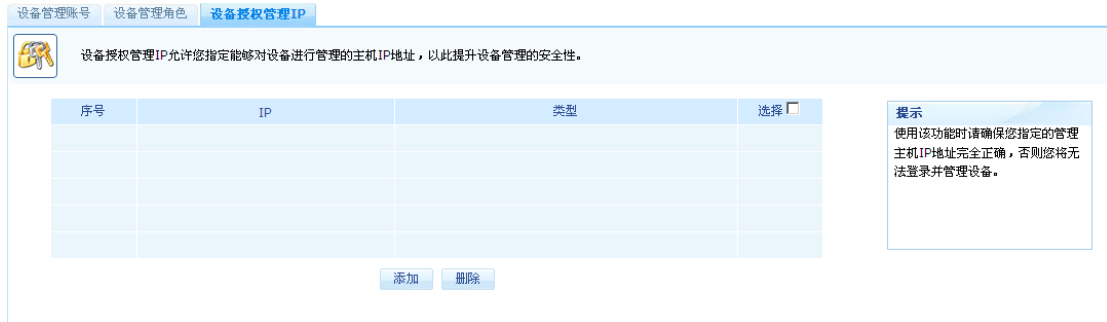 设备管理账号 设备管理角色 设备授权管理IP
设备授权管理IP允许您指定能够对设备进行管理的主机IP地址，以此提升设备管理的安全性。
序号 IP 类型 选择
提示
使用该功能时请确保您指定的管理
主机IP地址完全正确，否则您将无
法登录并管理设备。
添加 删除